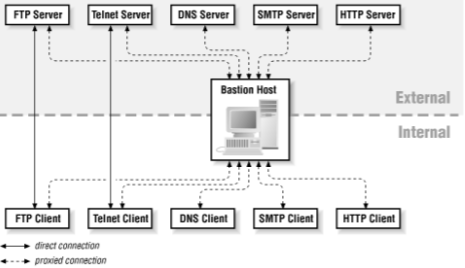 FTP Server Telnet Server DNS Server SMTP Server HTTP Server
Bastion Host
External
Internal
FTP Client Telnet Client DNS Client SMTP Client HTTP Client
direct connection
proxied connection